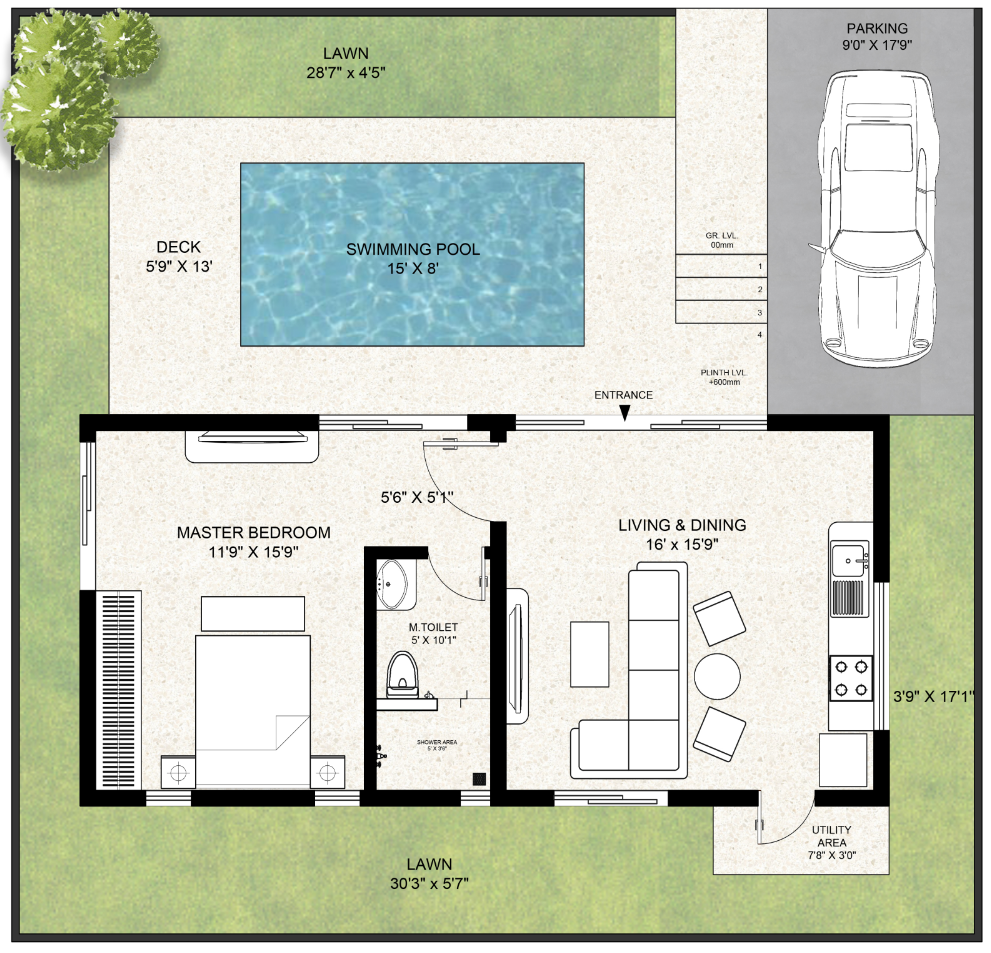 LAWN
28'7" x 4'5"
PARKING
9'0" X 17'9"
DECK
5'9" X 13'
SWIMMING POOL
15' X 8'
GR. LVL.
00mm
1
2
3
4
PLINTH LVL.
+600mm
ENTRANCE
5'6" X 5'1"
MASTER BEDROOM
11'9" X 15'9"
LIVING & DINING
16' x 15'9"
M.TOILET
5' X 10'1"
3'9" X 17'1"
SHOWER AREA
5' X 3'9"
UTILITY
AREA
7'8" X 3'0"
LAWN
30'3" x 5'7"